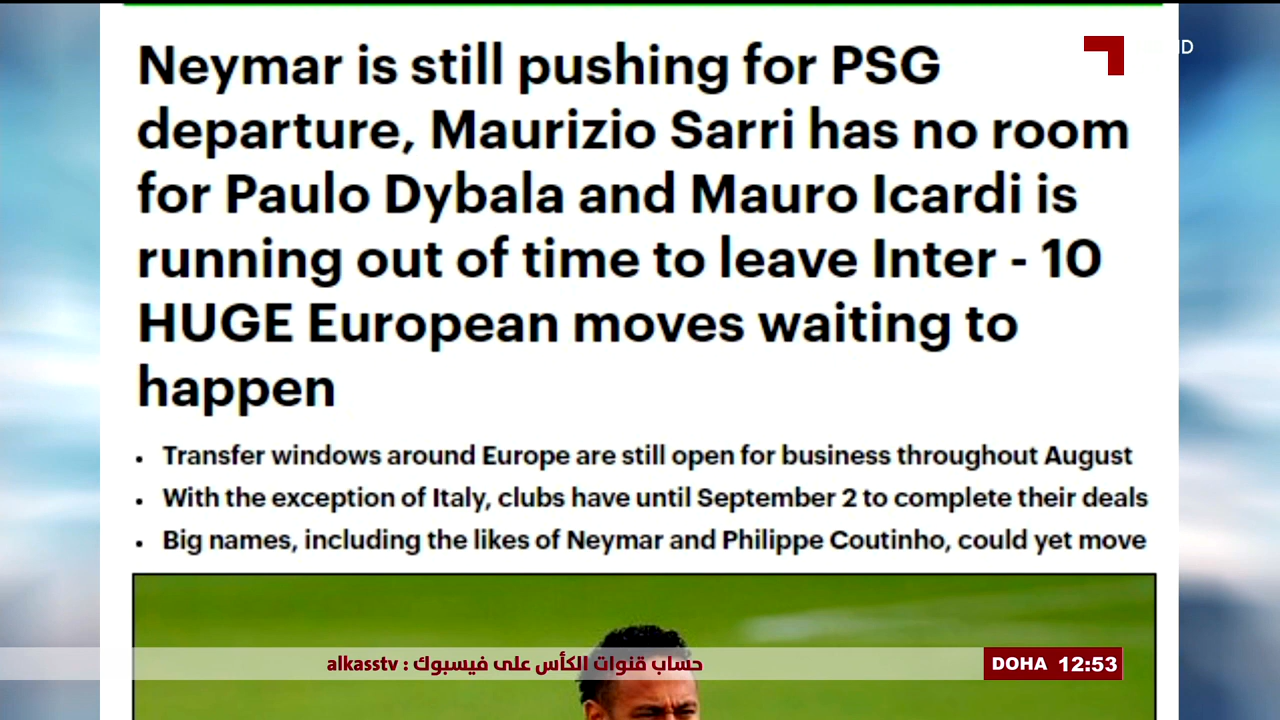 Neymar is still pushing for PSG
departure, Maurizio Sarri has no room
for Paulo Dybala and Mauro Icardi is
running out of time to leave Inter - 10
HUGE European moves waiting to
happen
• Transfer windows around Europe are still open for business throughout August
• With the exception of Italy, clubs have until September 2 to complete their deals
• Big names, including the likes of Neymar and Philippe Coutinho, could yet move
حساب قنوات الكأس على فيسبوك : alkasstv
DOHA 12:53